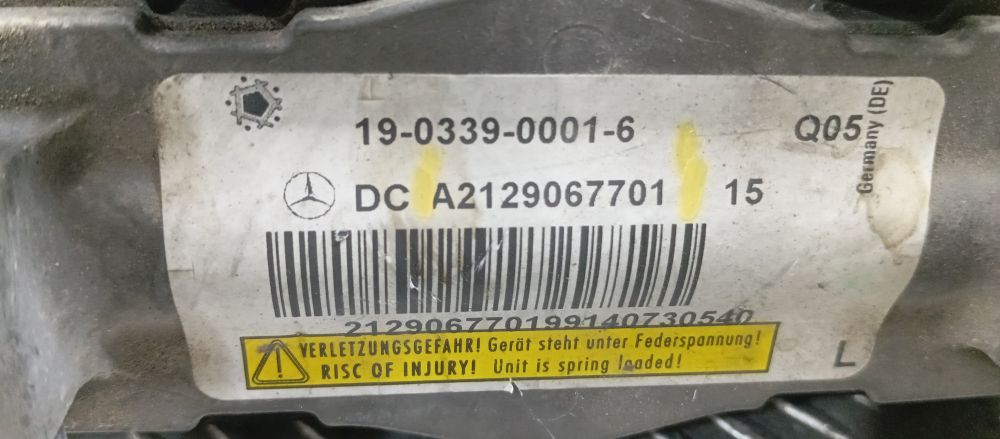 19-0339-0001-6
Q05
Germany (DE)
DC A2129067701 15
212906770199140730540
VERLETZUNGSGEFAHR! Gerät steht unter Federspannung!
RISC OF INJURY! Unit is spring loaded!
L